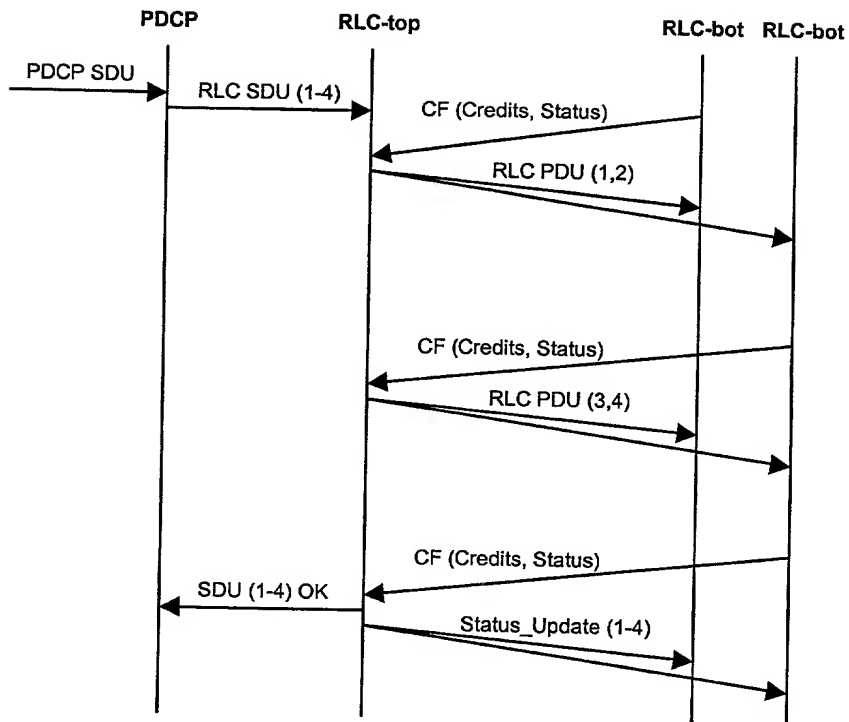 PDCP
RLC-top
RLC-bot
RLC-bot
PDCP SDU
RLC SDU (1-4)
CF (Credits, Status)
RLC PDU (1,2)
CF (Credits, Status)
RLC PDU (3,4)
CF (Credits, Status)
SDU (1-4) OK
Status_Update (1-4)